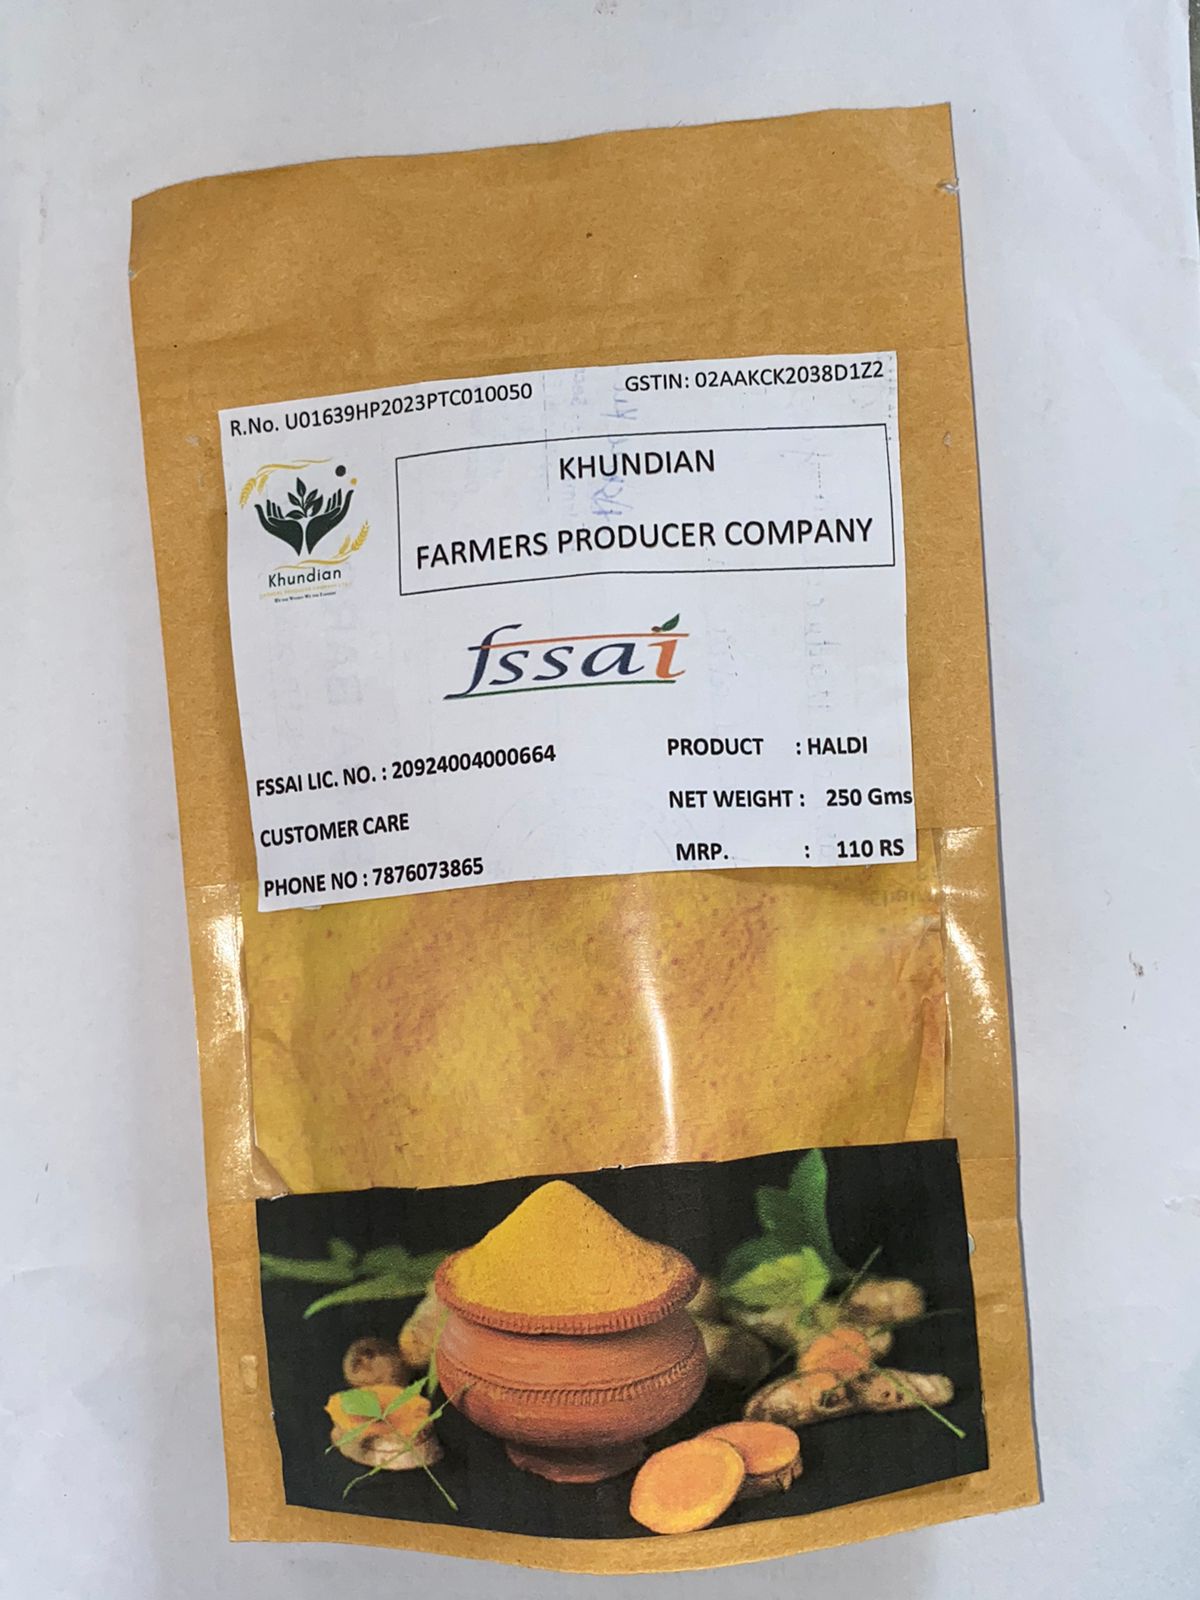 R.No. U01639HP2023PTC010050
GSTIN: 02AAKCK2038D1Z2
KHUNDIAN
FARMERS PRODUCER COMPANY
Khundian
fssai
FSSAI LIC. NO. : 20924004000664
CUSTOMER CARE
PHONE NO : 7876073865
PRODUCT : HALDI
NET WEIGHT : 250 Gms
MRP. : 110 RS